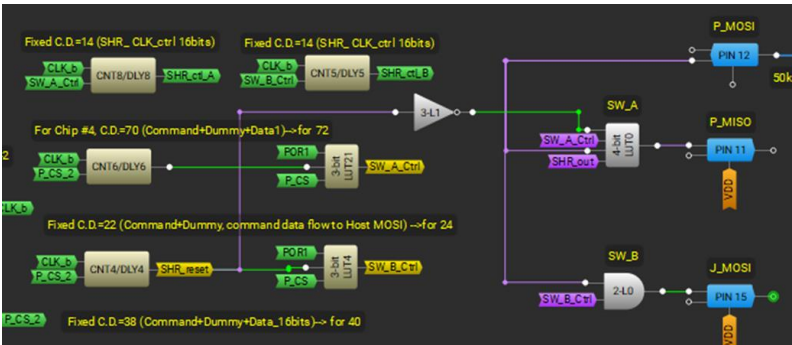 Fixed C.D.=14 (SHR_ CLK_ctrl 16bits)
CLK_b
SW_A_Ctrl
CNT8/DLY8
SHR_ctl_A
Fixed C.D.=14 (SHR_ CLK_ctrl 16bits)
CLK_b
SW_B_Ctrl
CNT5/DLY5
SHR_ctl_B
P_MOSI
PIN 12
50k
3-L1
SW_A
SW_A_Ctrl
SHR_out
4-bit
LUT0
P_MISO
PIN 11
VDD
For Chip #4, C.D.=70 (Command+Dummy+Data1)-->for 72
2
CLK_b
P_CS_2
CNT6/DLY6
POR1
P_CS
3-bit
LUT21
SW_A_Ctrl
CLK_b
Fixed C.D.=22 (Command+Dummy, command data flow to Host MOSI) -->for 24
CLK_b
P_CS_2
CNT4/DLY4
SHR_reset
POR1
P_CS
3-bit
LUT4
SW_B_Ctrl
SW_B
SW_B_Ctrl
2-L0
J_MOSI
PIN 15
VDD
P_CS_2
Fixed C.D.=38 (Command+Dummy+Data_16bits)--> for 40